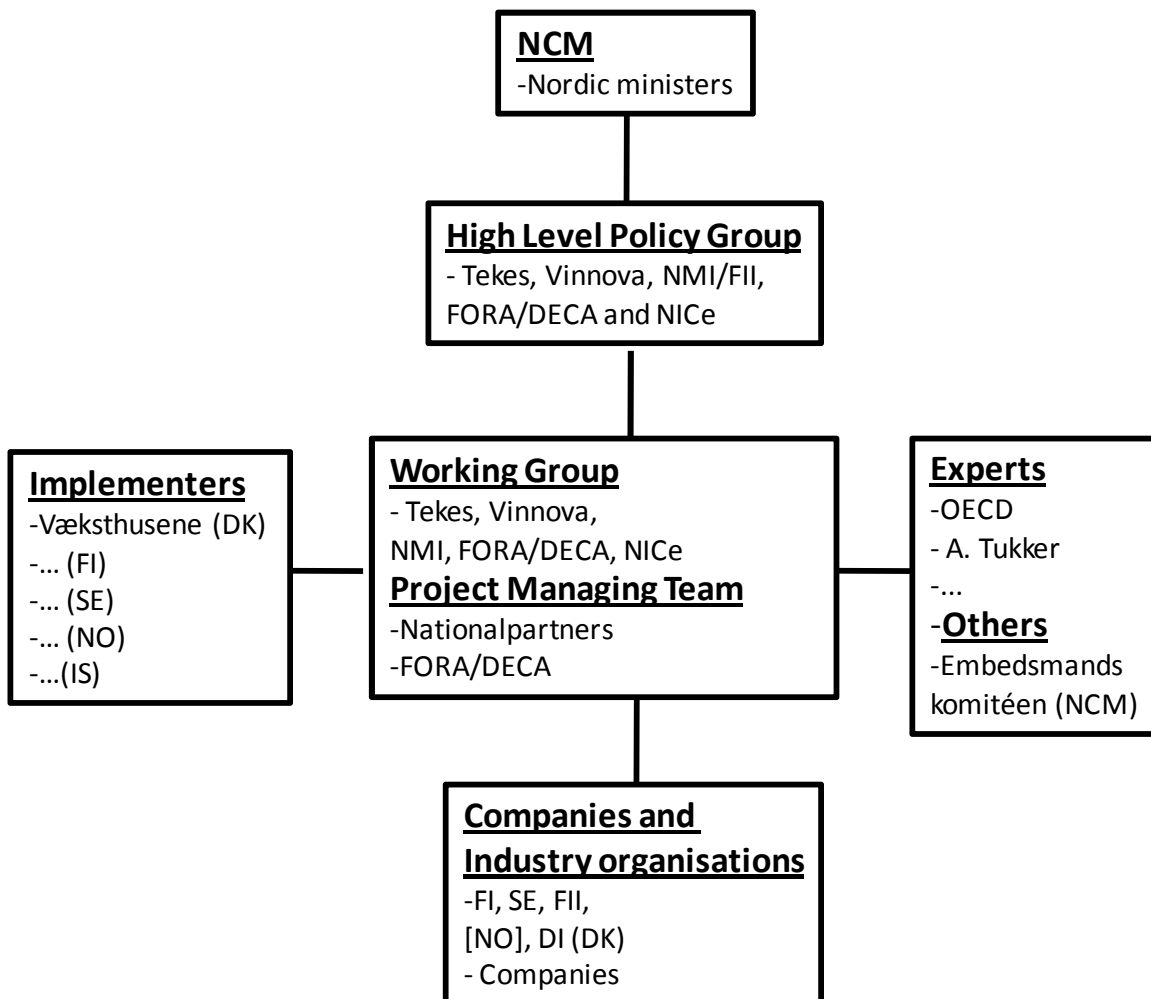 NCM
-Nordic ministers
High Level Policy Group
- Tekes, Vinnova, NMI/FII,
FORA/DECA and NICe
Implementers
-Væksthusene (DK)
-... (FI)
-... (SE)
-... (NO)
-...(IS)
Working Group
- Tekes, Vinnova,
NMI, FORA/DECA, NICe
Project Managing Team
-Nationalpartners
-FORA/DECA
Experts
-OECD
- A. Tukker
-...
-Others
-Embedsmands
komitéen (NCM)
Companies and
Industry organisations
-FI, SE, FII,
[NO], DI (DK)
- Companies